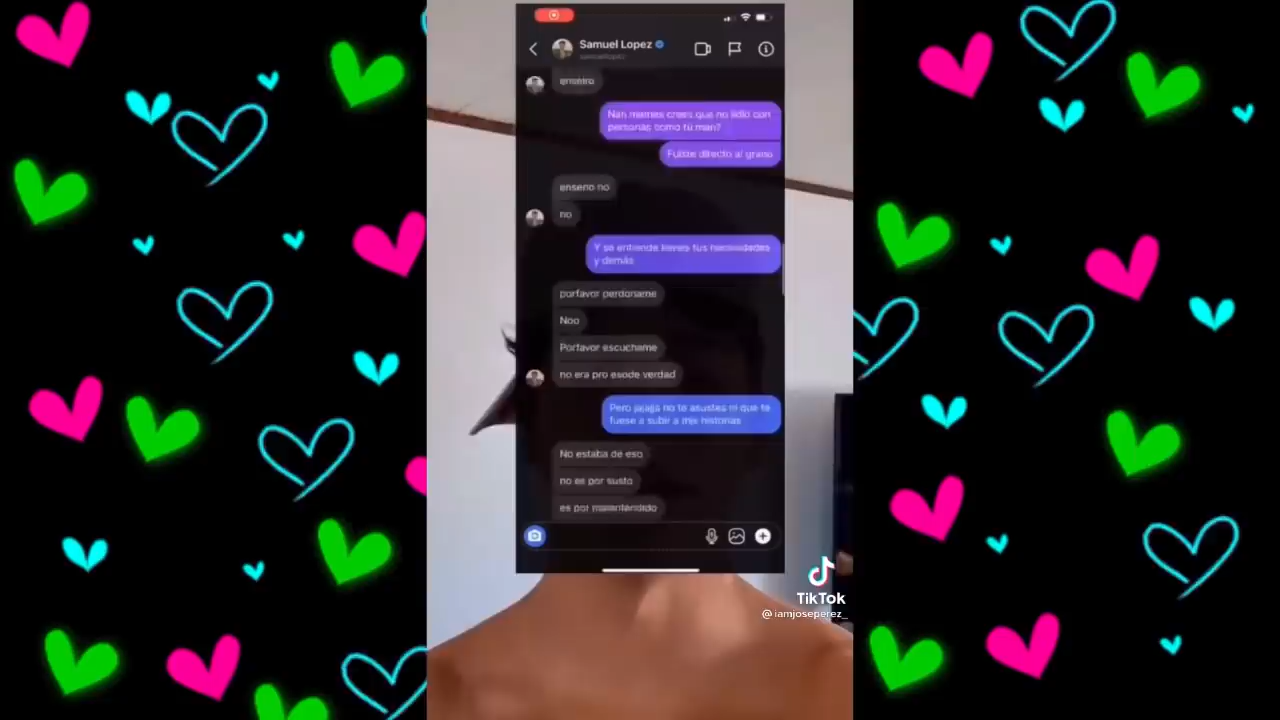 Samuel Lopez
enserio
Nah mames crees que no lidio con
personas como tú man?
Fuiste directo al grano
enserio no
no
Y se entiende tienes tus necesidades
y demás
porfavor perdoname
Noo
Porfavor escuchame
no era pro esode verdad
Pero jajaja no te asustes ni que te
fuese a subir a mis historias
No estaba de eso
no es por susto
es por malentendido
TikTok
@iamjoseperez_